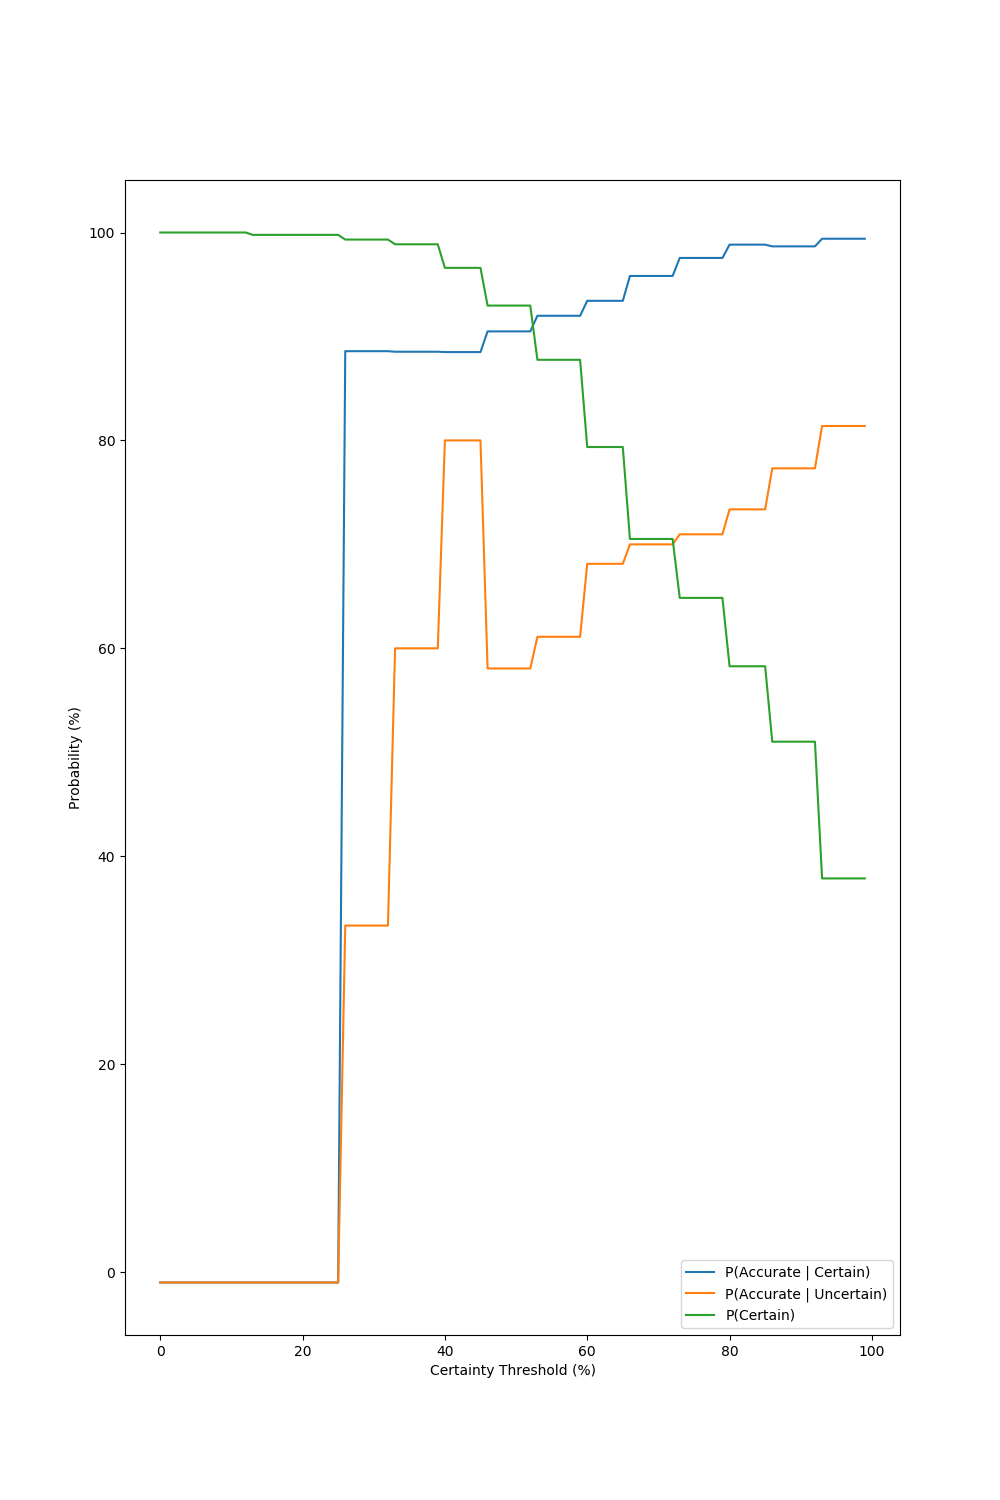 100
80
60
40
20
0
Probability (%)
0 20 40 60 80 100
Certainty Threshold (%)
P(Accurate | Certain)
P(Accurate | Uncertain)
P(Certain)